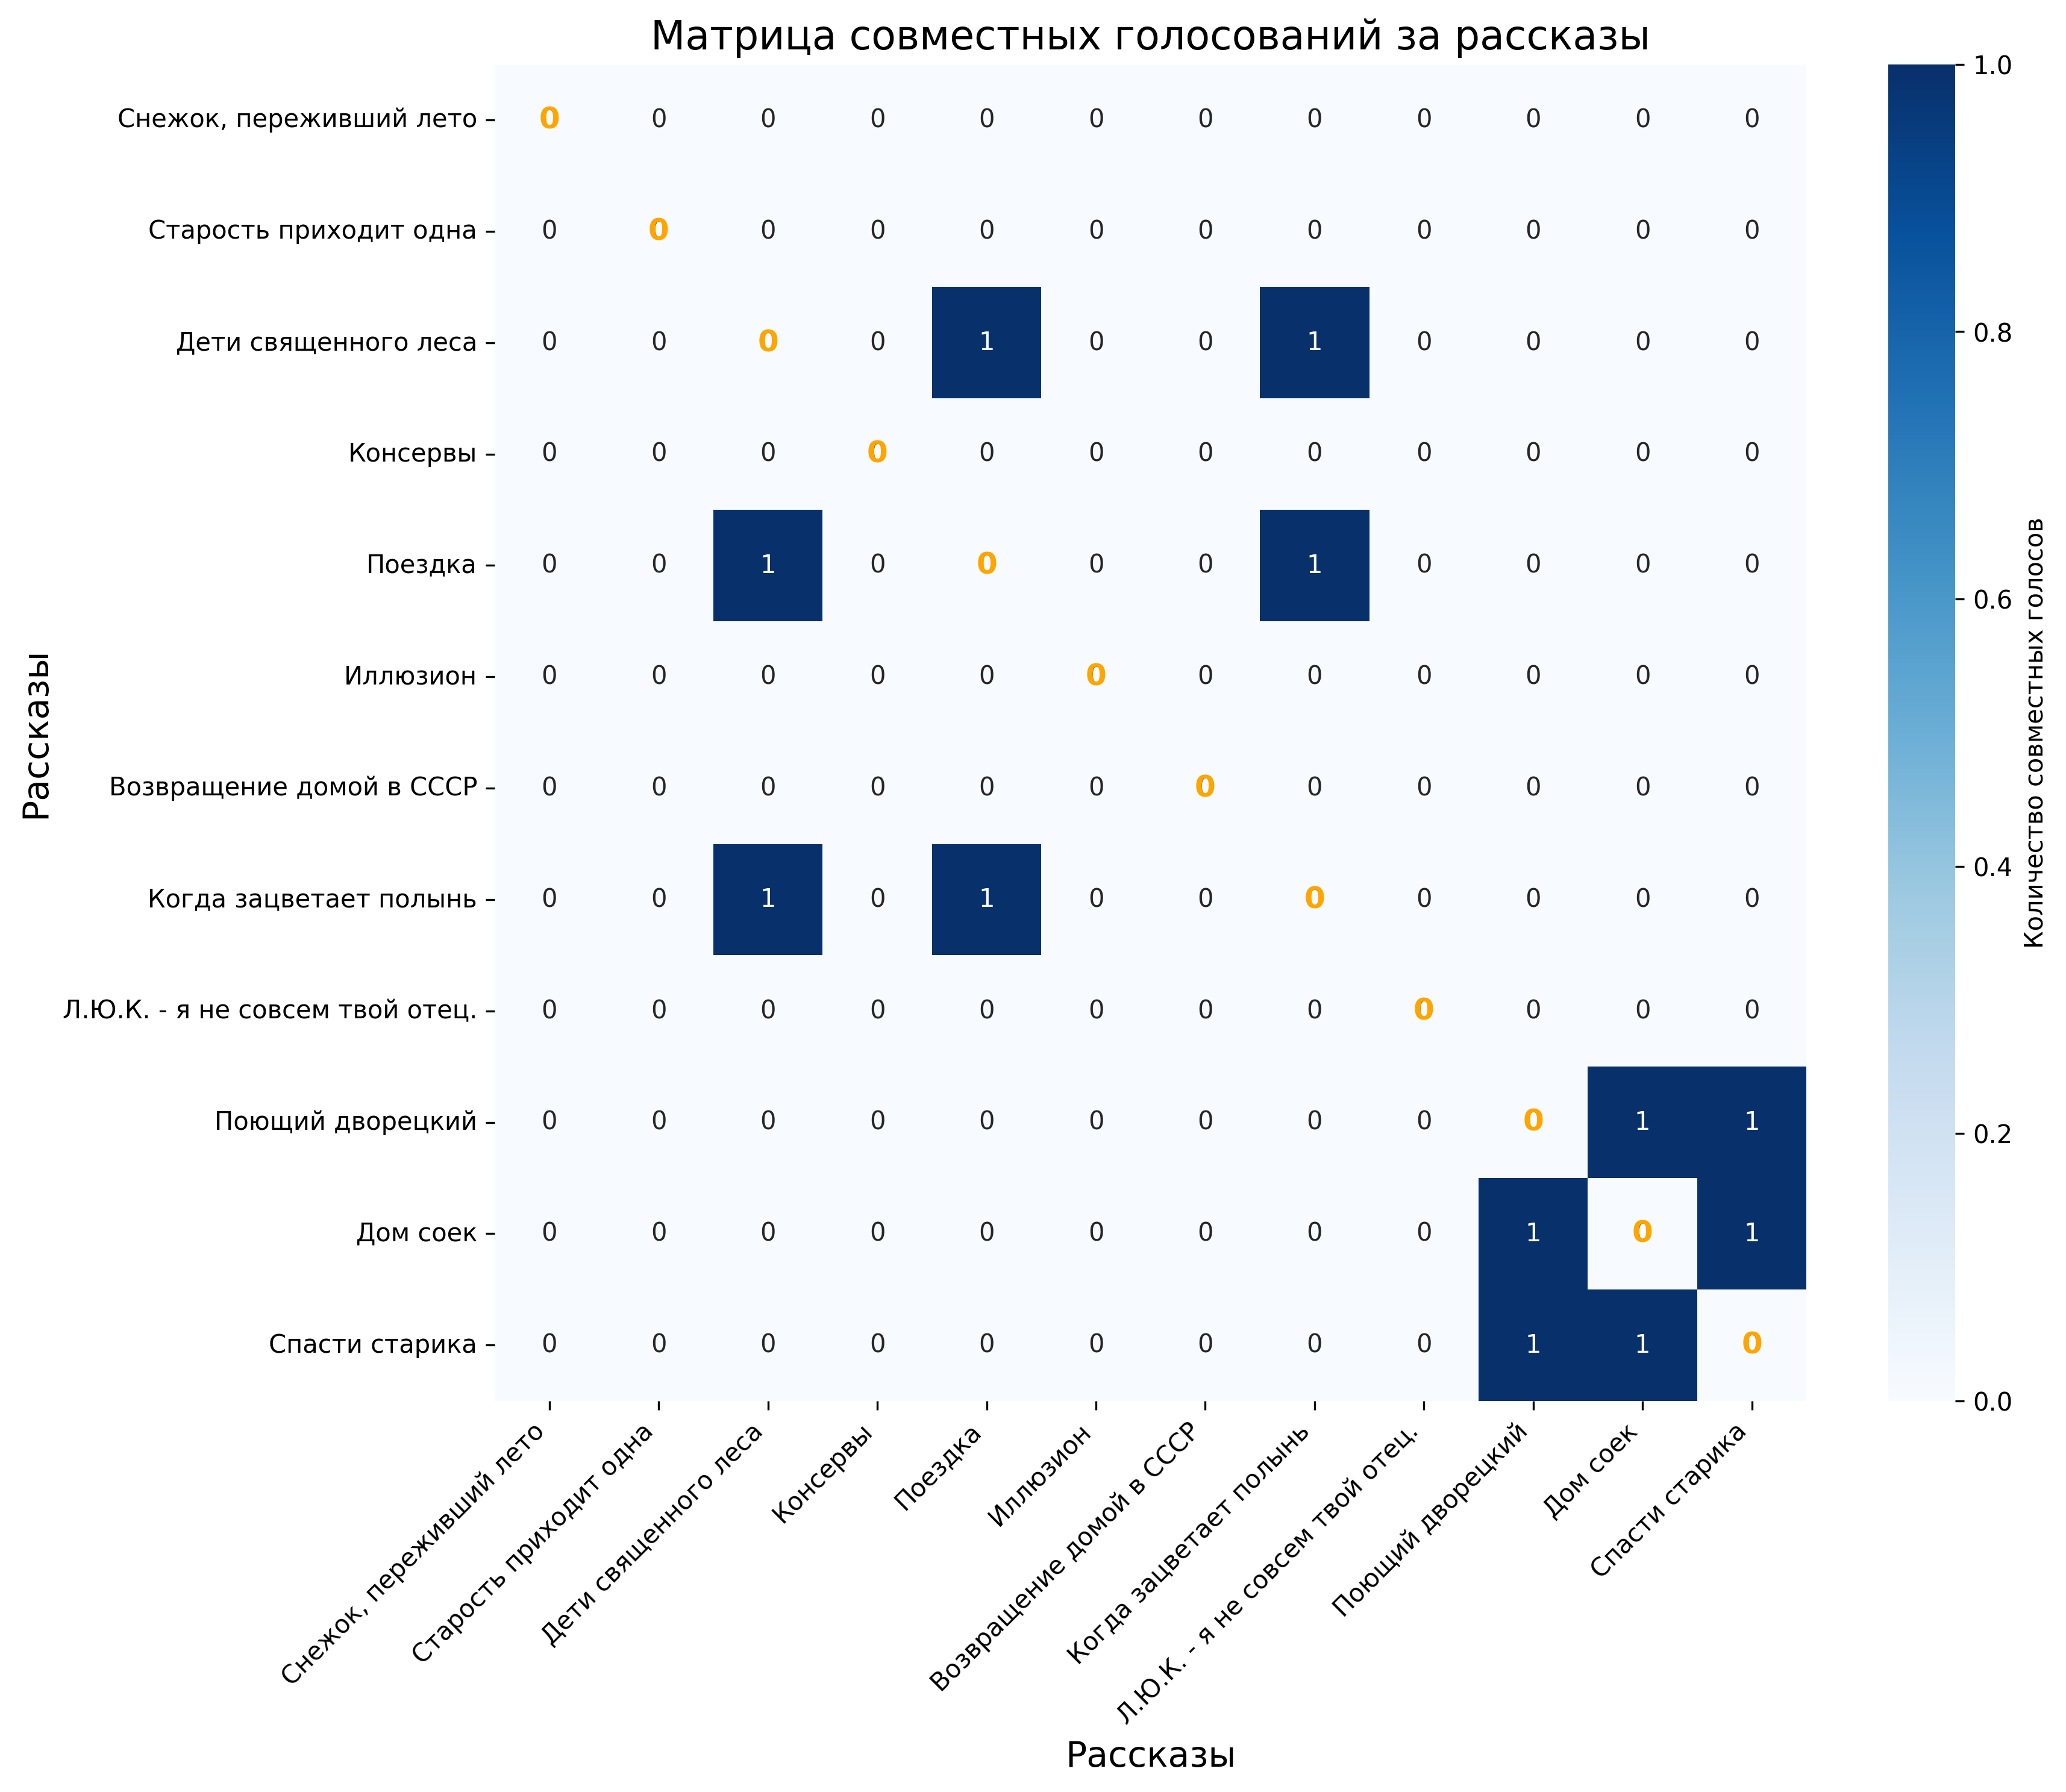 Матрица совместных голосований за рассказы
Снежок, переживший лето 0 0 0 0 0 0 0 0 0 0 0 0
Старость приходит одна 0 0 0 0 0 0 0 0 0 0 0 0
Дети священного леса 0 0 0 0 1 0 0 1 0 0 0 0
Консервы 0 0 0 0 0 0 0 0 0 0 0 0
Поездка 0 0 1 0 0 0 0 1 0 0 0 0
Иллюзион 0 0 0 0 0 0 0 0 0 0 0 0
Возвращение домой в СССР 0 0 0 0 0 0 0 0 0 0 0 0
Когда зацветает полынь 0 0 1 0 1 0 0 0 0 0 0 0
Л.Ю.К. - я не совсем твой отец. 0 0 0 0 0 0 0 0 0 0 0 0
Поющий дворецкий 0 0 0 0 0 0 0 0 0 0 1 1
Дом соек 0 0 0 0 0 0 0 0 0 1 0 1
Спасти старика 0 0 0 0 0 0 0 0 0 1 1 0
Рассказы
Снежок, переживший лето
Старость приходит одна
Дети священного леса
Консервы
Поездка
Иллюзион
Возвращение домой в СССР
Когда зацветает полынь
Л.Ю.К. - я не совсем твой отец.
Поющий дворецкий
Дом соек
Спасти старика
Рассказы
1.0
0.8
0.6
0.4
0.2
0.0
Количество совместных голосов